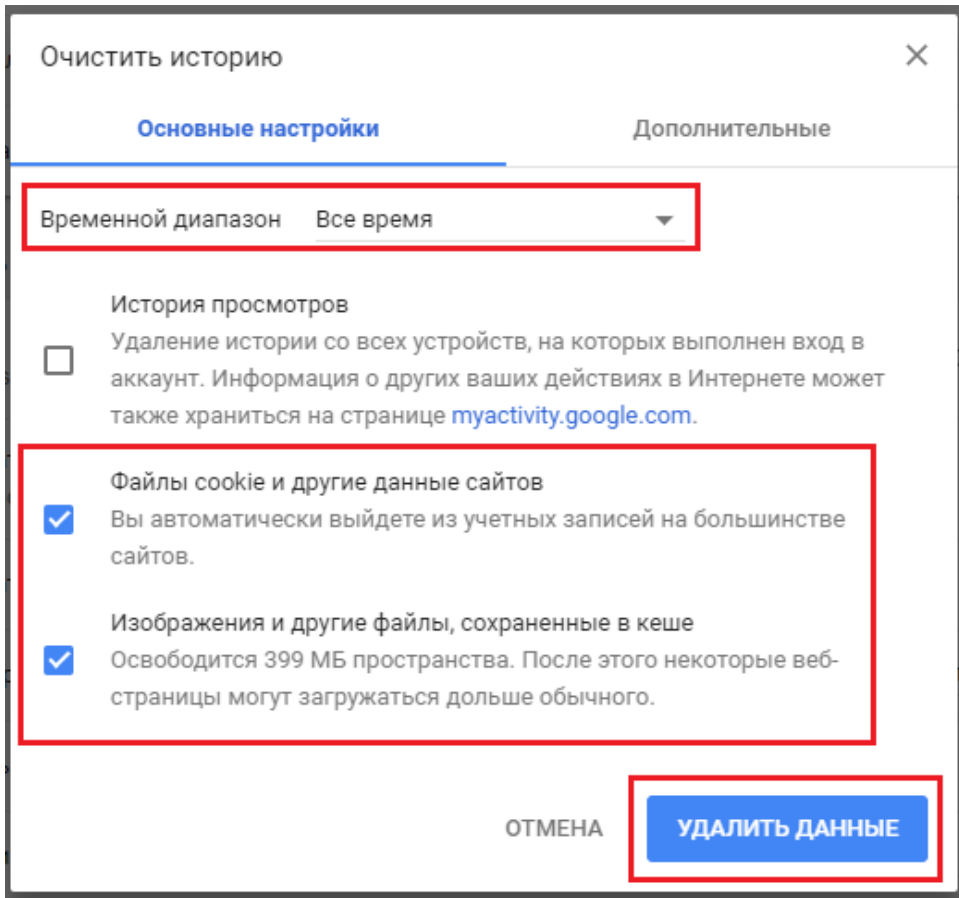 Очистить историю
Основные настройки
Дополнительные
Временной диапазон Все время
История просмотров
Удаление истории со всех устройств, на которых выполнен вход в
аккаунт. Информация о других ваших действиях в Интернете может
также храниться на странице myactivity.google.com.
Файлы cookie и другие данные сайтов
Вы автоматически выйдете из учетных записей на большинстве
сайтов.
Изображения и другие файлы, сохраненные в кеше
Освободится 399 МБ пространства. После этого некоторые веб-
страницы могут загружаться дольше обычного.
ОТМЕНА
УДАЛИТЬ ДАННЫЕ